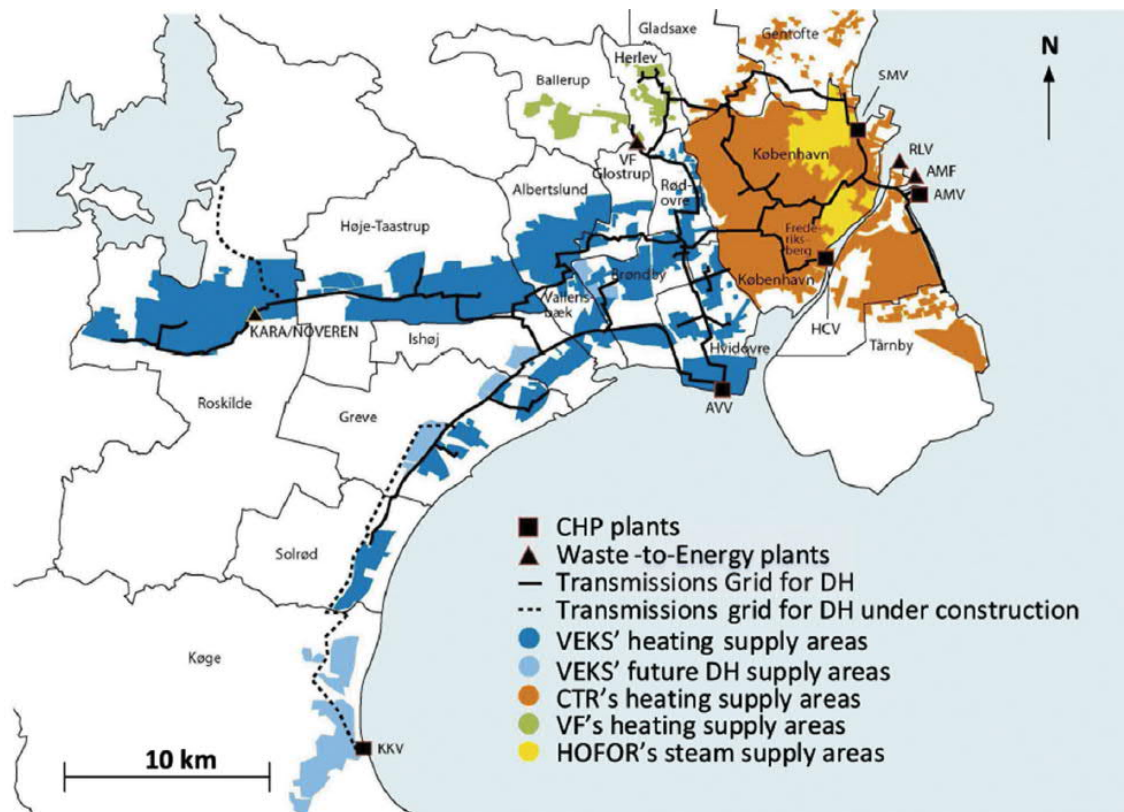 Gladsaxe
Gentofte
N
Herlev
Ballerup
SMV
København
RLV
VF
AMF
Glostrup
AMV
Albertslund
Rød-
ovre
Høje-Taastrup
Frede-
riks-
berg
Brøndby
København
Vallens-
bæk
KARA/NOVEREN
Ishøj
HCV
Hvidovre
Tårnby
Roskilde
Greve
AVV
Solrød
Køge
KKV
10 km
CHP plants
Waste-to-Energy plants
Transmissions Grid for DH
Transmissions grid for DH under construction
VEKS' heating supply areas
VEKS' future DH supply areas
CTR's heating supply areas
VF's heating supply areas
HOFOR's steam supply areas